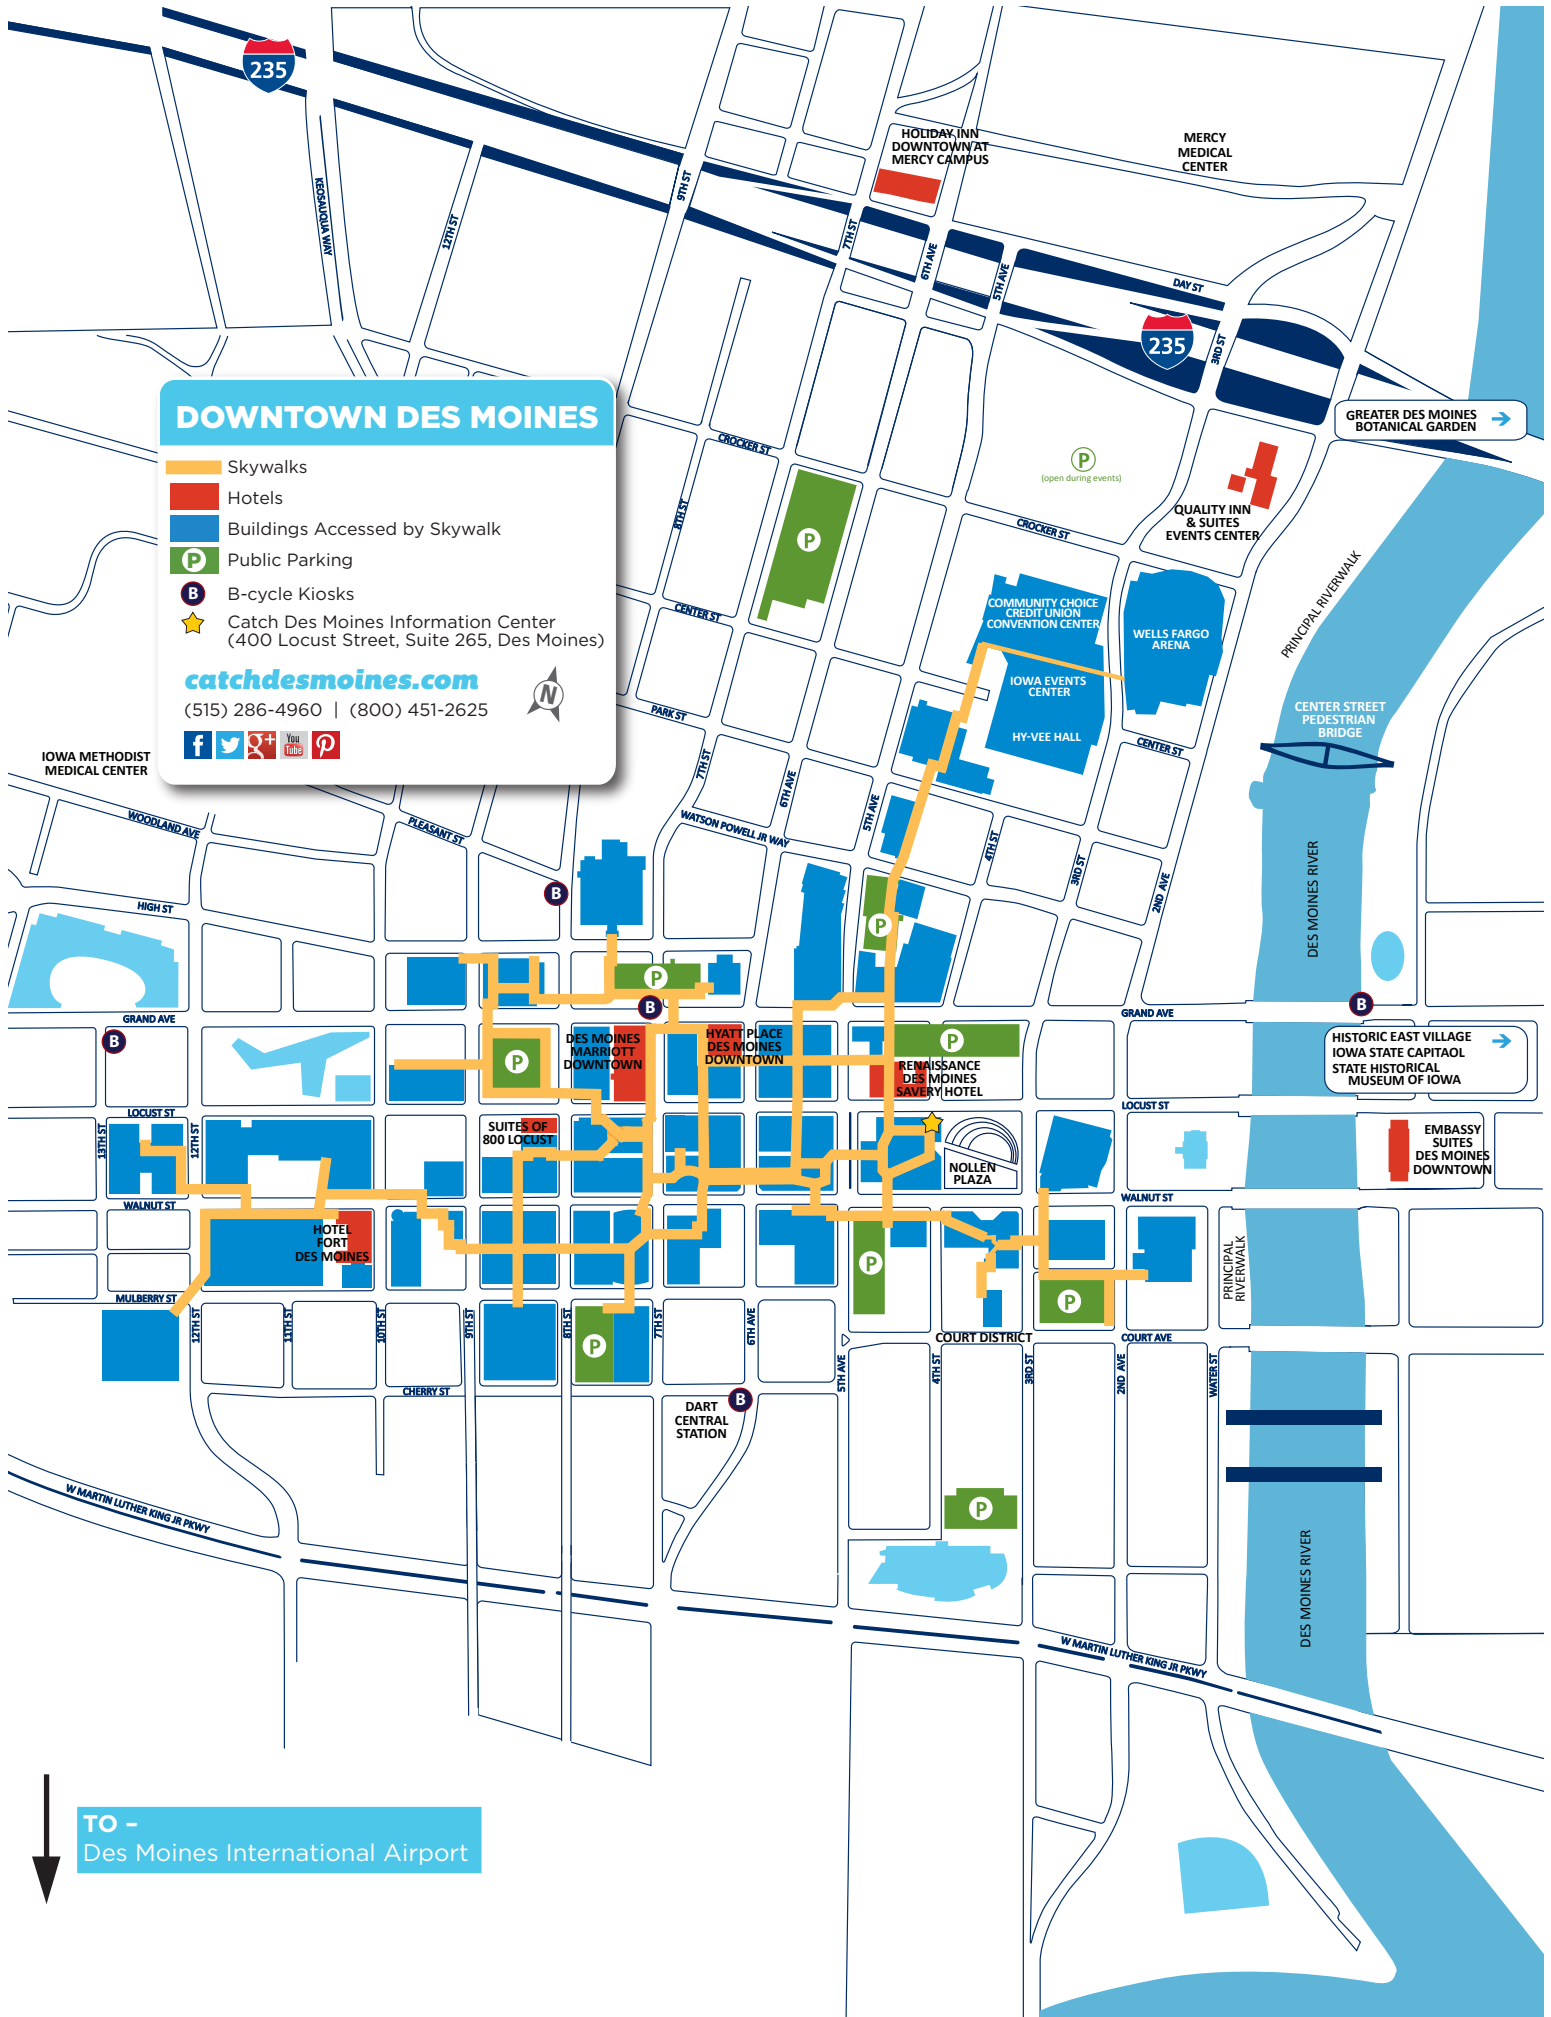 235
HOLIDAY INN
DOWNTOWN AT
MERCY CAMPUS
MERCY
MEDICAL
CENTER
KEOSAUQUA WAY
12TH ST
9TH ST
7TH ST
6TH AVE
5TH AVE
DAY ST
235
3RD ST
DOWNTOWN DES MOINES
Skywalks
Hotels
Buildings Accessed by Skywalk
P
Public Parking
B
B-cycle Kiosks
Catch Des Moines Information Center
(400 Locust Street, Suite 265, Des Moines)
catchdesmoines.com
(515) 286-4960 | (800) 451-2625
N
f
g+
You
Tube
GREATER DES MOINES
BOTANICAL GARDEN
CROCKER ST
8TH ST
P
P
(open during events)
QUALITY INN
& SUITES
EVENTS CENTER
CROCKER ST
PRINCIPAL RIVERWALK
CENTER ST
COMMUNITY CHOICE
CREDIT UNION
CONVENTION CENTER
WELLS FARGO
ARENA
IOWA EVENTS
CENTER
HY-VEE HALL
CENTER STREET
PEDESTRIAN
BRIDGE
PARK ST
CENTER ST
IOWA METHODIST
MEDICAL CENTER
7TH ST
6TH AVE
5TH AVE
WOODLAND AVE
PLEASANT ST
WATSON POWELL JR WAY
4TH ST
3RD ST
2ND AVE
DES MOINES RIVER
HIGH ST
B
P
P
B
B
GRAND AVE
GRAND AVE
B
HISTORIC EAST VILLAGE
IOWA STATE CAPITAOL
STATE HISTORICAL
MUSEUM OF IOWA
P
DES MOINES
MARRIOTT
DOWNTOWN
HYATT PLACE
DES MOINES
DOWNTOWN
P
RENAISSANCE
DES MOINES
SAVERY HOTEL
LOCUST ST
LOCUST ST
13TH ST
12TH ST
SUITES OF
800 LOCUST
NOLLEN
PLAZA
EMBASSY
SUITES
DES MOINES
DOWNTOWN
WALNUT ST
WALNUT ST
HOTEL
FORT
DES MOINES
P
PRINCIPAL
RIVERWALK
MULBERRY ST
P
12TH ST
11TH ST
10TH ST
9TH ST
8TH ST
P
7TH ST
6TH AVE
COURT DISTRICT
COURT AVE
5TH AVE
4TH ST
3RD ST
2ND AVE
WATER ST
CHERRY ST
DART
CENTRAL
STATION
B
P
W MARTIN LUTHER KING JR PKWY
DES MOINES RIVER
W MARTIN LUTHER KING JR PKWY
TO –
Des Moines International Airport